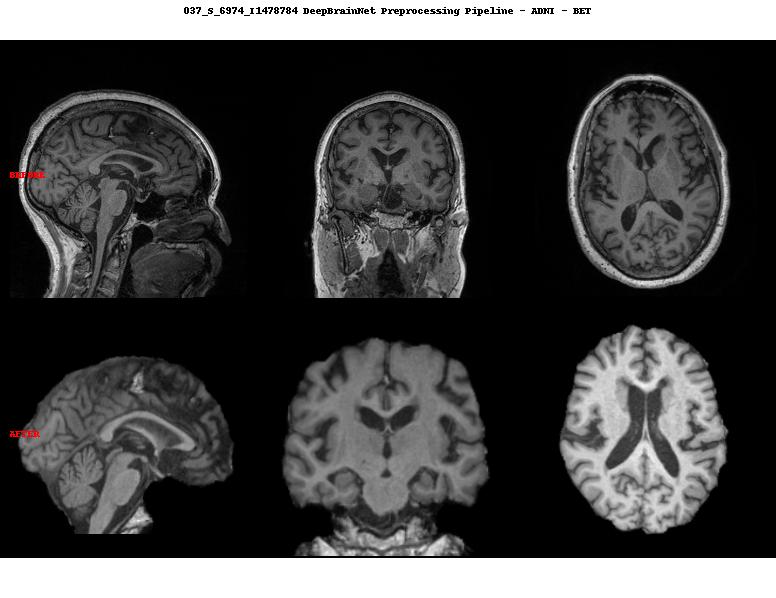 037_S_6974_I1478784 DeepBrainNet Preprocessing Pipeline - ADNI - BET
BEFORE
AFTER